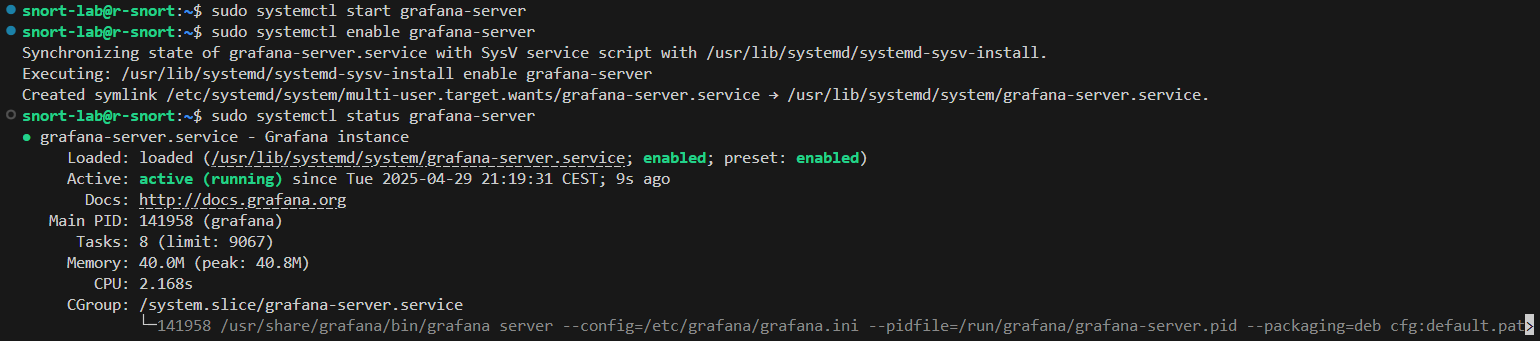 snort-lab@r-snort:~$ sudo systemctl start grafana-server
snort-lab@r-snort:~$ sudo systemctl enable grafana-server
Synchronizing state of grafana-server.service with SysV service script with /usr/lib/systemd/systemd-sysv-install.
Executing: /usr/lib/systemd/systemd-sysv-install enable grafana-server
Created symlink /etc/systemd/system/multi-user.target.wants/grafana-server.service → /usr/lib/systemd/system/grafana-server.service.
snort-lab@r-snort:~$ sudo systemctl status grafana-server
● grafana-server.service - Grafana instance
Loaded: loaded (/usr/lib/systemd/system/grafana-server.service; enabled; preset: enabled)
Active: active (running) since Tue 2025-04-29 21:19:31 CEST; 9s ago
Docs: http://docs.grafana.org
Main PID: 141958 (grafana)
Tasks: 8 (limit: 9067)
Memory: 40.0M (peak: 40.8M)
CPU: 2.168s
CGroup: /system.slice/grafana-server.service
└─141958 /usr/share/grafana/bin/grafana server --config=/etc/grafana/grafana.ini --pidfile=/run/grafana/grafana-server.pid --packaging=deb cfg:default.pat>